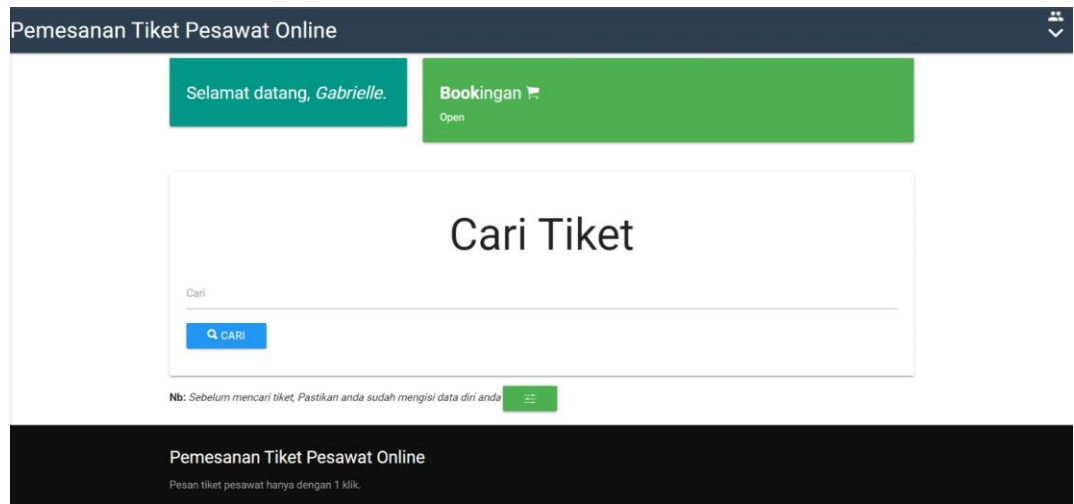 Pemesanan Tiket Pesawat Online
Selamat datang, Gabrielle.
Bookingan
Open
Cari Tiket
Cari
CARI
Nb: Sebelum mencari tiket, Pastikan anda sudah mengisi data diri anda
Pemesanan Tiket Pesawat Online
Pesan tiket pesawat hanya dengan 1 klik.